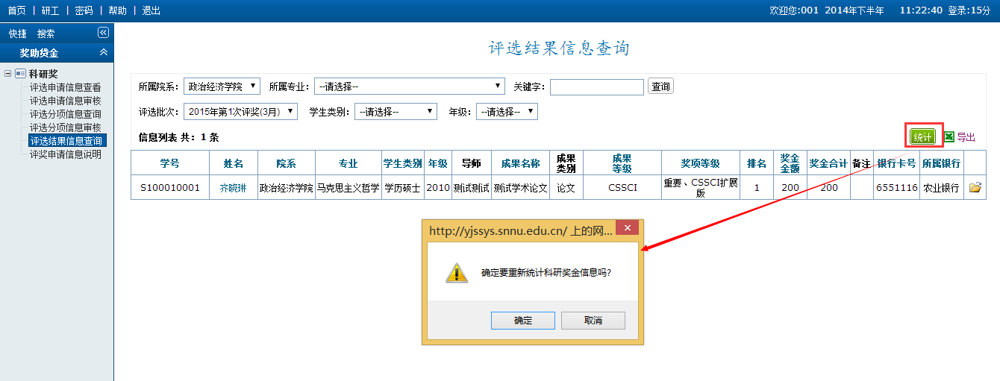 首页 | 研工 | 密码 | 帮助 | 退出
欢迎您:001 2014年下半年 11:22:40 登录:15分
快捷 搜索
奖助贷金
科研奖
评选申请信息查看
评选申请信息审核
评选分项信息查询
评选分项信息审核
评选结果信息查询
评奖申请信息说明
评选结果信息查询
所属院系: 政治经济学院 所属专业: --请选择-- 关键字: 查询
评选批次: 2015年第1次评奖(3月) 学生类别: --请选择-- 年级: --请选择--
信息列表 共: 1 条 统计 导出
学号 姓名 院系 专业 学生类别 年级 导师 成果名称 成果类别 成果等级 奖项等级 排名 奖金金额 奖金合计 备注 银行卡号 所属银行
S100010001 齐晓琳 政治经济学院 马克思主义哲学 学历硕士 2010 测试测试 测试学术论文 论文 CSSCI 重要、CSSCI扩展版 1 200 200 6551116 农业银行
http://yjssys.snnu.edu.cn/ 上的网...
确定要重新统计科研奖金信息吗?
确定 取消